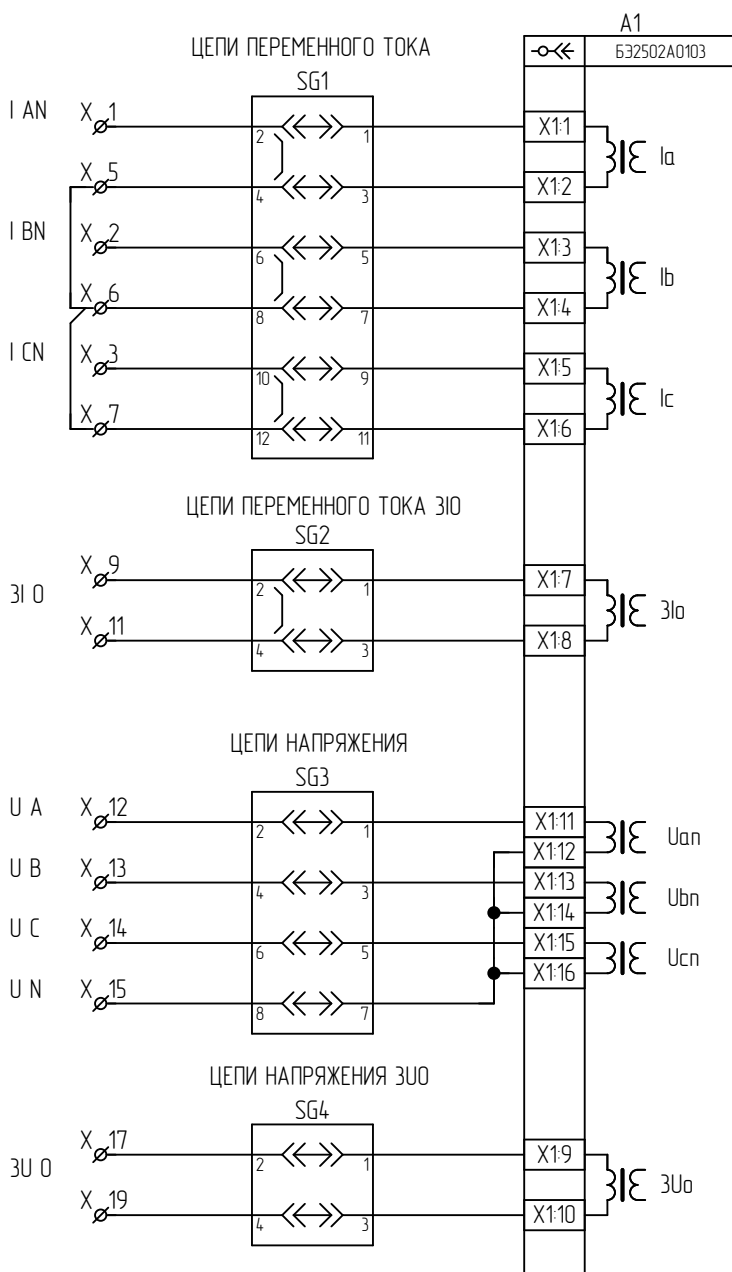 A1
ЦЕПИ ПЕРЕМЕННОГО ТОКА
БЭ2502А0103
SG1
I AN X 1 2 1 X1:1
Ia
X 5 4 3 X1:2
I BN X 2 6 5 X1:3
Ib
X 6 8 7 X1:4
I CN X 3 10 9 X1:5
Ic
X 7 12 11 X1:6
ЦЕПИ ПЕРЕМЕННОГО ТОКА 3I0
SG2
X 9 2 1 X1:7
3I 0 3Io
X 11 4 3 X1:8
ЦЕПИ НАПРЯЖЕНИЯ
SG3
U A X 12 2 1 X1:11
Uan
X1:12
U B X 13 4 3 X1:13
Ubn
X1:14
U C X 14 6 5 X1:15
Ucn
X1:16
U N X 15 8 7
ЦЕПИ НАПРЯЖЕНИЯ 3U0
SG4
X 17 2 1 X1:9
3U 0 3Uo
X 19 4 3 X1:10